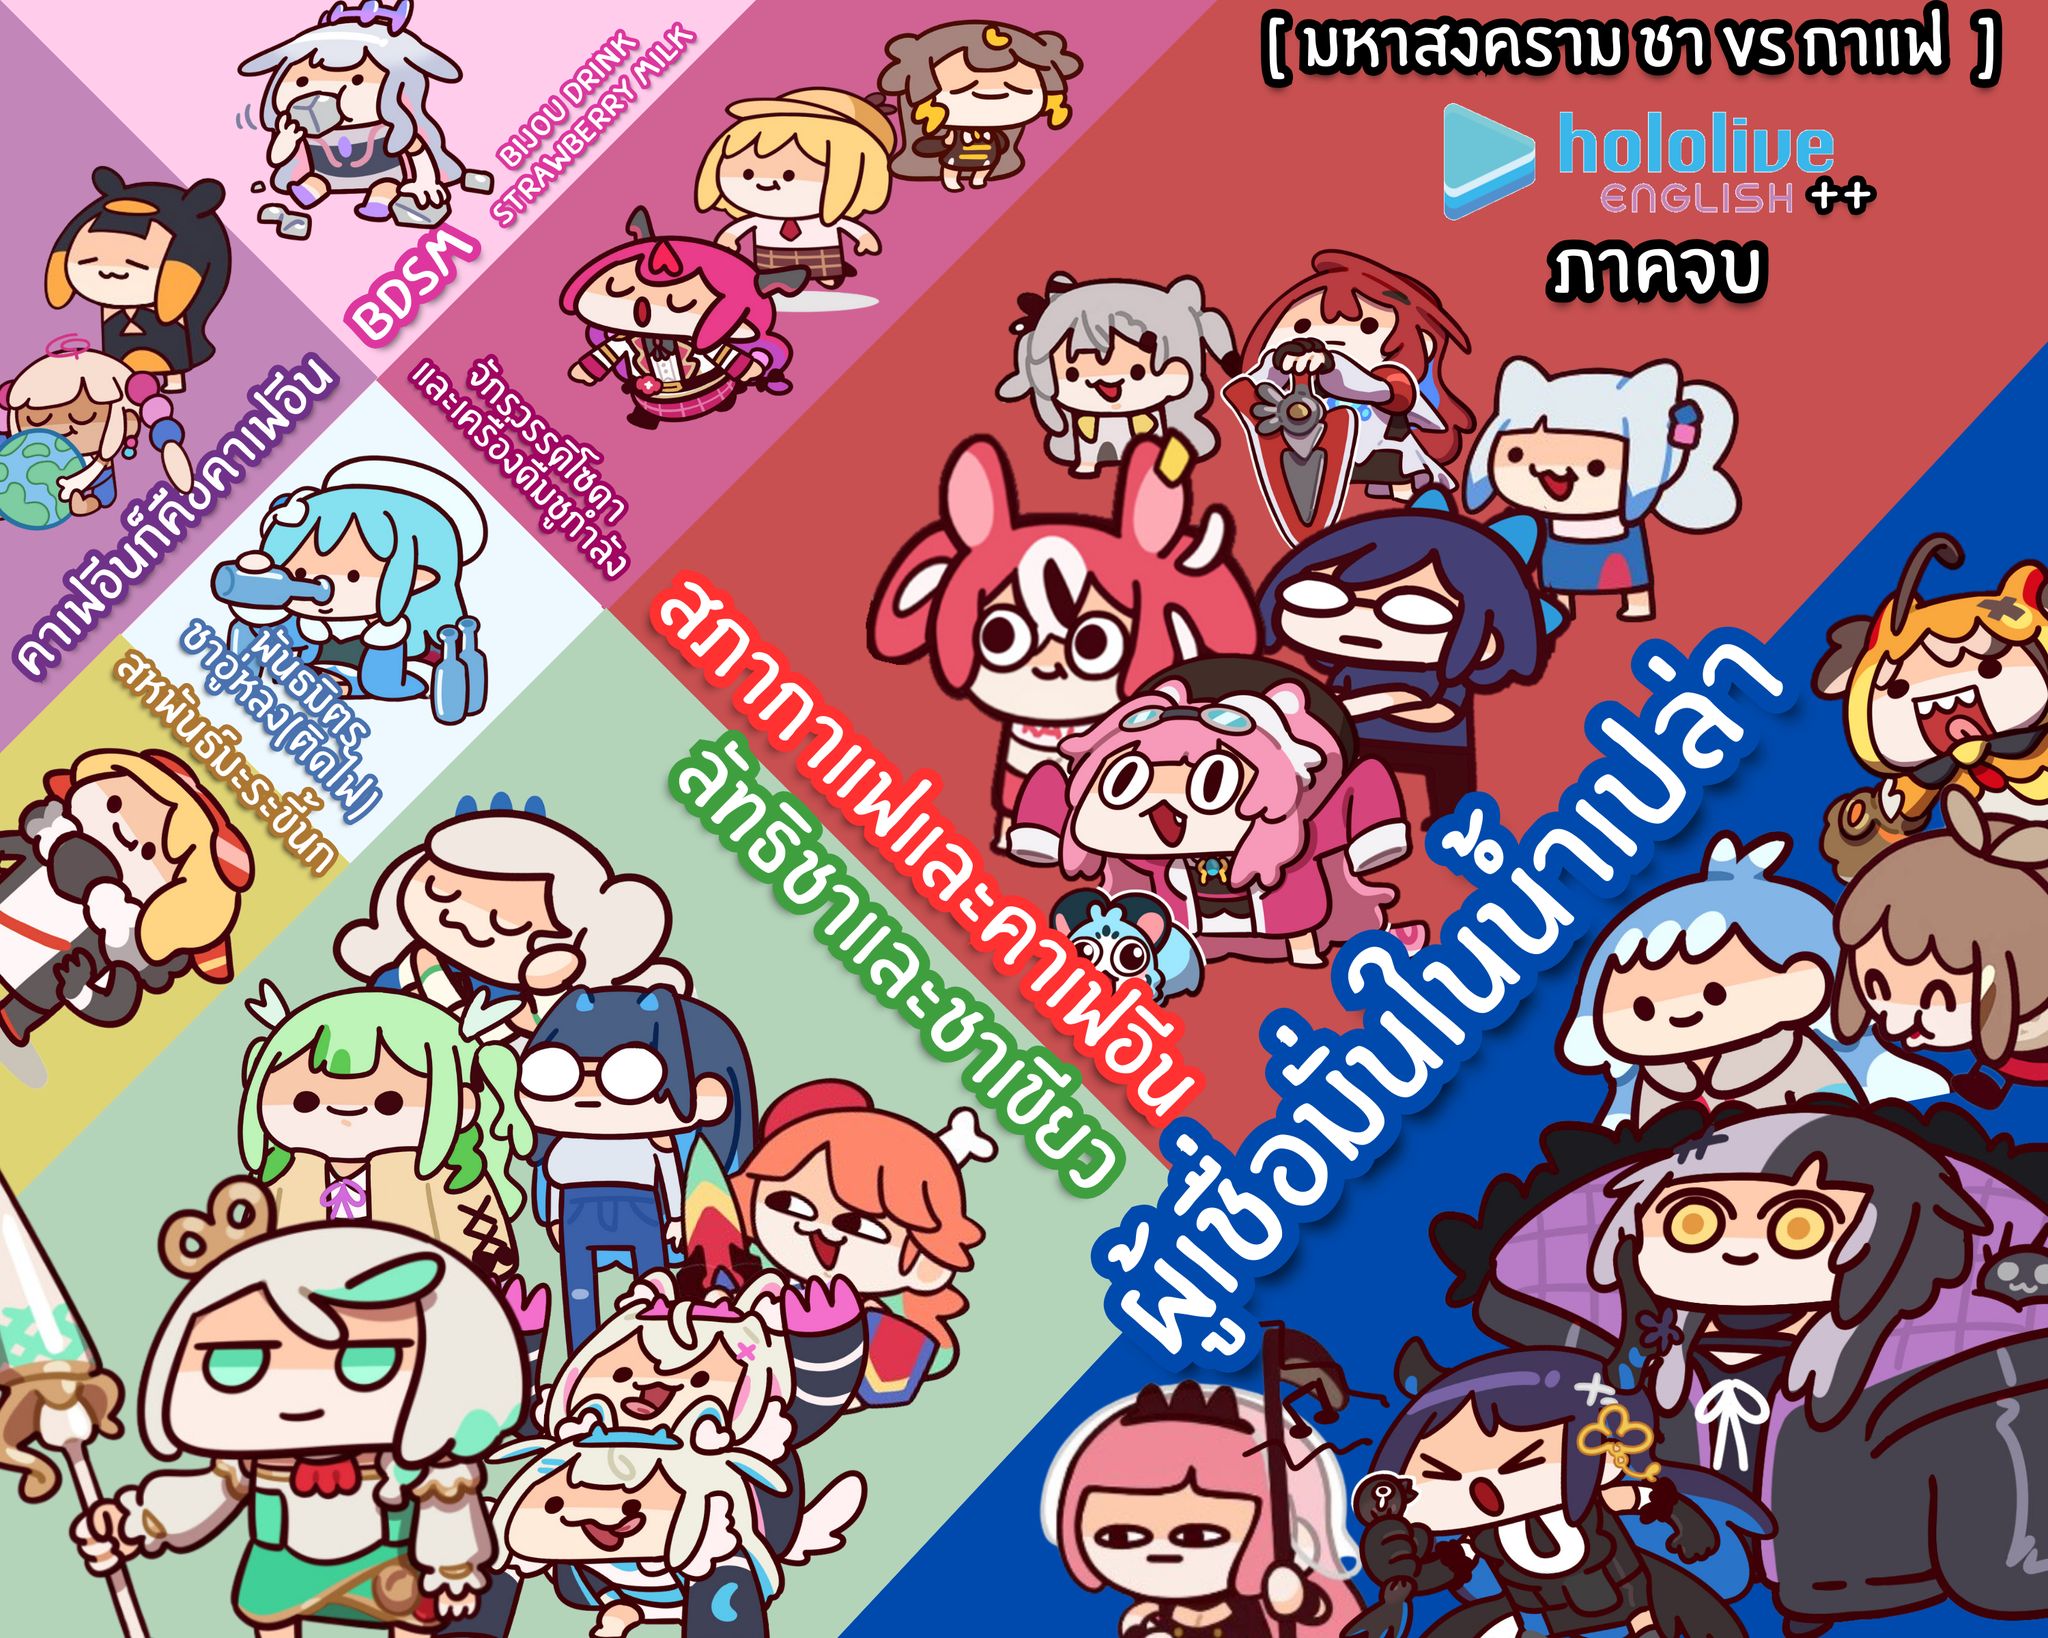 [ มหาสงคราม ชา vs กาแฟ ]
hololive
ENGLISH ++
ภาคจบ
BIJOU DRINK
STRAWBERRY MILK
BDSM
คาเฟอีนก็คือคาเฟอีน
จักรวรรดิโซดา
และเครื่องดื่มชูกำลัง
พันธมิตร
ชาอู่หลง(ติดไฟ)
สหพันธ์มะระขี้นก
สภากาแฟและคาเฟอีน
ลัทธิชาและชาเขียว
ผู้เชื่อมั่นในน้ำเปล่า